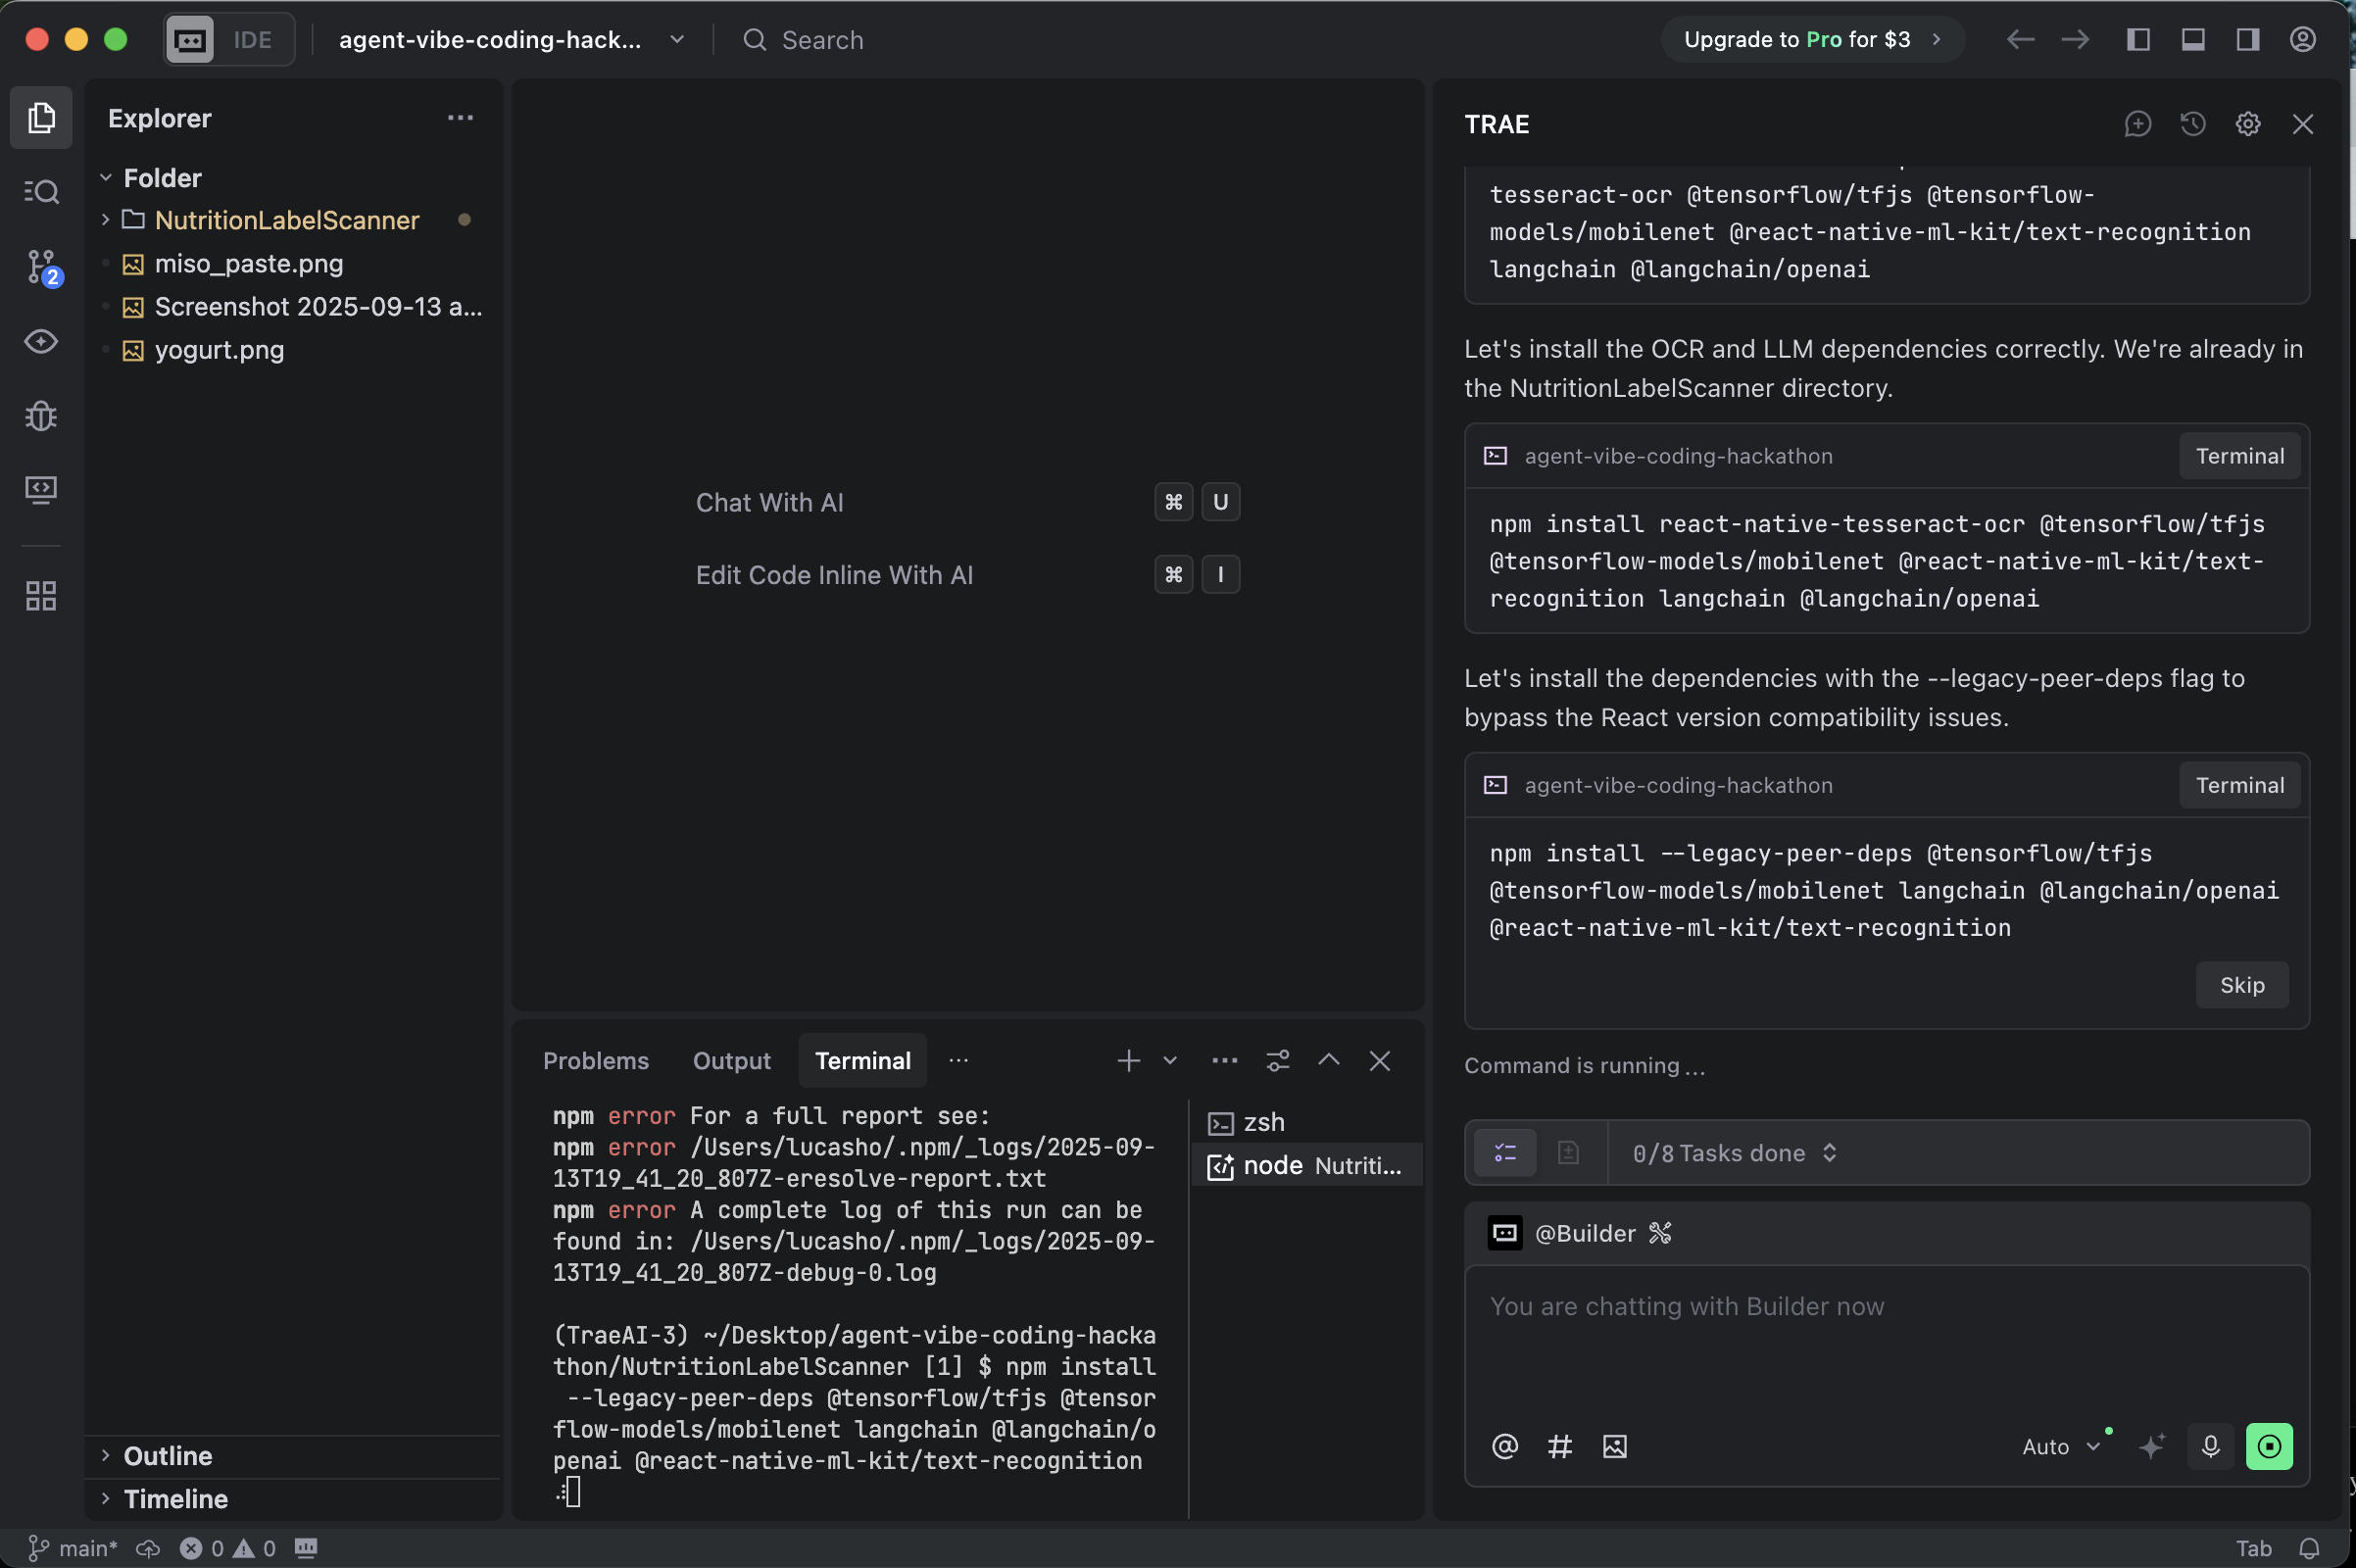 IDE
agent-vibe-coding-hack...
Search
Upgrade to Pro for $3
Explorer
Folder
NutritionLabelScanner
miso_paste.png
Screenshot 2025-09-13 a...
yogurt.png
2
Outline
Timeline
Chat With AI
⌘ U
Edit Code Inline With AI
⌘ I
Problems
Output
Terminal
zsh
node Nutriti...
npm error For a full report see:
npm error /Users/lucasho/.npm/_logs/2025-09-
13T19_41_20_807Z-eresolve-report.txt
npm error A complete log of this run can be
found in: /Users/lucasho/.npm/_logs/2025-09-
13T19_41_20_807Z-debug-0.log
(TraeAI-3) ~/Desktop/agent-vibe-coding-hacka
thon/NutritionLabelScanner [1] $ npm install
--legacy-peer-deps @tensorflow/tfjs @tensor
flow-models/mobilenet langchain @langchain/o
penai @react-native-ml-kit/text-recognition
TRAE
tesseract-ocr @tensorflow/tfjs @tensorflow-
models/mobilenet @react-native-ml-kit/text-recognition
langchain @langchain/openai
Let's install the OCR and LLM dependencies correctly. We're already in
the NutritionLabelScanner directory.
agent-vibe-coding-hackathon
Terminal
npm install react-native-tesseract-ocr @tensorflow/tfjs
@tensorflow-models/mobilenet @react-native-ml-kit/text-
recognition langchain @langchain/openai
Let's install the dependencies with the --legacy-peer-deps flag to
bypass the React version compatibility issues.
agent-vibe-coding-hackathon
Terminal
npm install --legacy-peer-deps @tensorflow/tfjs
@tensorflow-models/mobilenet langchain @langchain/openai
@react-native-ml-kit/text-recognition
Skip
Command is running...
0/8 Tasks done
@Builder
You are chatting with Builder now
@ # Auto
main* 0 0
Tab